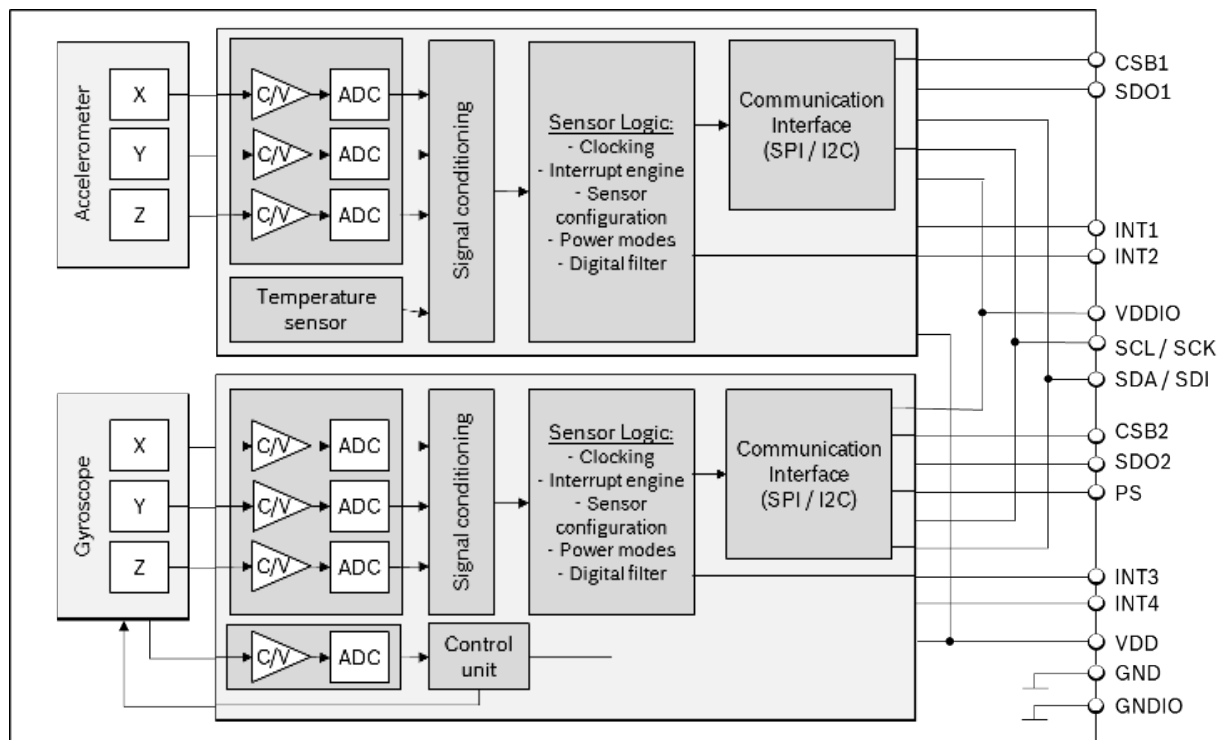 Accelerometer
X
Y
Z
C/V
ADC
C/V
ADC
C/V
ADC
Temperature
sensor
Signal conditioning
Sensor Logic:
- Clocking
- Interrupt engine
- Sensor
configuration
- Power modes
- Digital filter
Communication
Interface
(SPI / I2C)
Gyroscope
X
Y
Z
C/V
ADC
C/V
ADC
C/V
ADC
C/V
ADC
Signal conditioning
Control
unit
Sensor Logic:
- Clocking
- Interrupt engine
- Sensor
configuration
- Power modes
- Digital filter
Communication
Interface
(SPI / I2C)
CSB1
SDO1
INT1
INT2
VDDIO
SCL / SCK
SDA / SDI
CSB2
SDO2
PS
INT3
INT4
VDD
GND
GNDIO